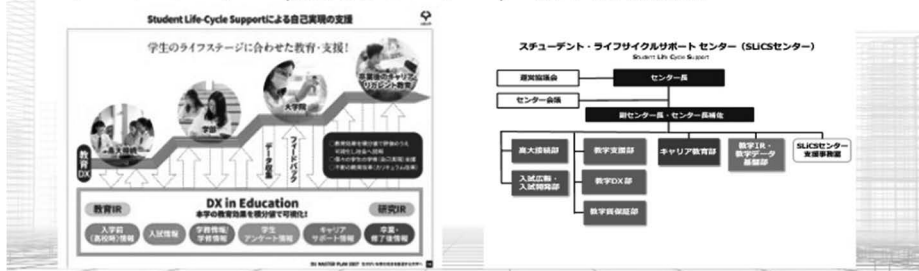 Student Life-Cycle Supportによる自己実現の支援
学生のライフステージに合わせた教育・支援!
卒業後のキャリア
リカレント教育
大学院
学部
高大接続
教育DX
データ収集
フィードバック
DX in Education
本学の教育効果を積分値で可視化!
教育IR
研究IR
入学前
(高校時)情報
入試情報
学務情報/
学修情報
学生
アンケート情報
キャリア
サポート情報
卒業・
修了後情報
スチューデント・ライフサイクルサポート センター(SLiCSセンター)
Student Life Cycle Support
運営協議会
センター長
センター会議
副センター長・センター長補佐
高大接続部
教学支援部
キャリア教育部
教学IR・
教学データ
基盤部
SLiCSセンター
支援事務室
入試広報・
入試開発部
教学DX部
教学質保証部